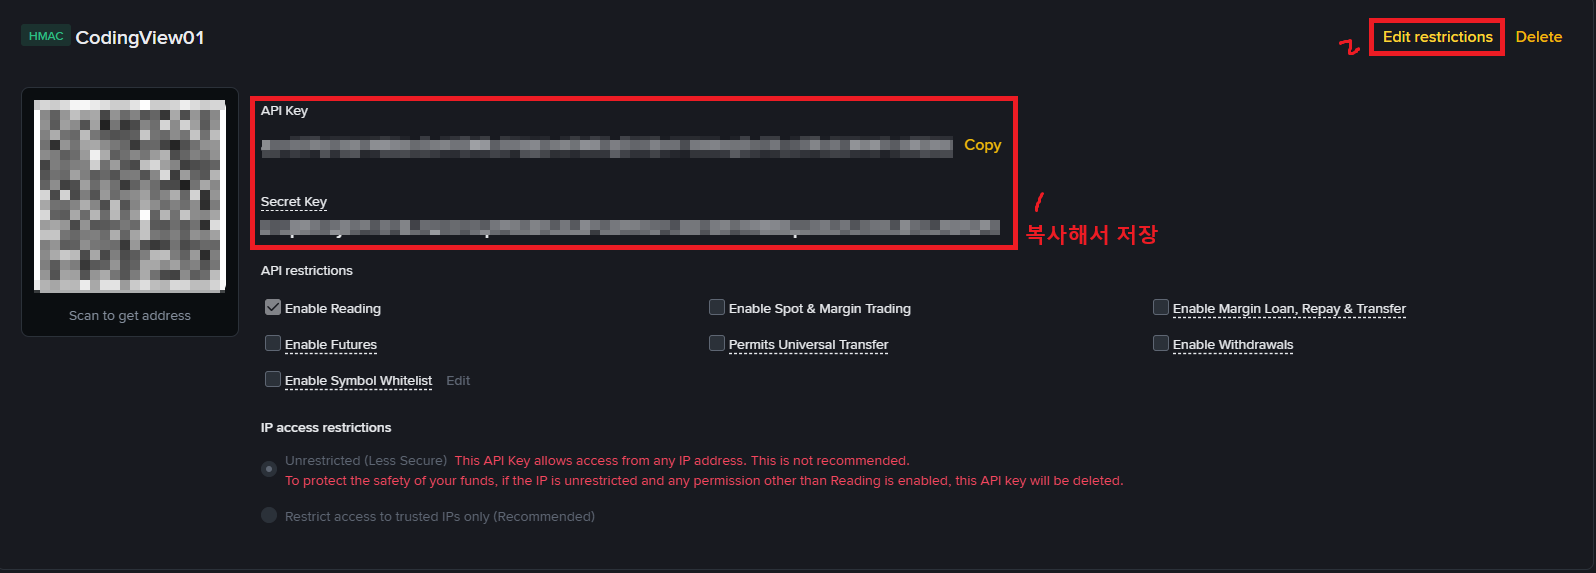 HMAC CodingView01
2 Edit restrictions Delete
API Key
Copy
Secret Key
1
복사해서 저장
Scan to get address
API restrictions
Enable Reading Enable Spot & Margin Trading Enable Margin Loan, Repay & Transfer
Enable Futures Permits Universal Transfer Enable Withdrawals
Enable Symbol Whitelist Edit
IP access restrictions
Unrestricted (Less Secure) This API Key allows access from any IP address. This is not recommended.
To protect the safety of your funds, if the IP is unrestricted and any permission other than Reading is enabled, this API key will be deleted.
Restrict access to trusted IPs only (Recommended)